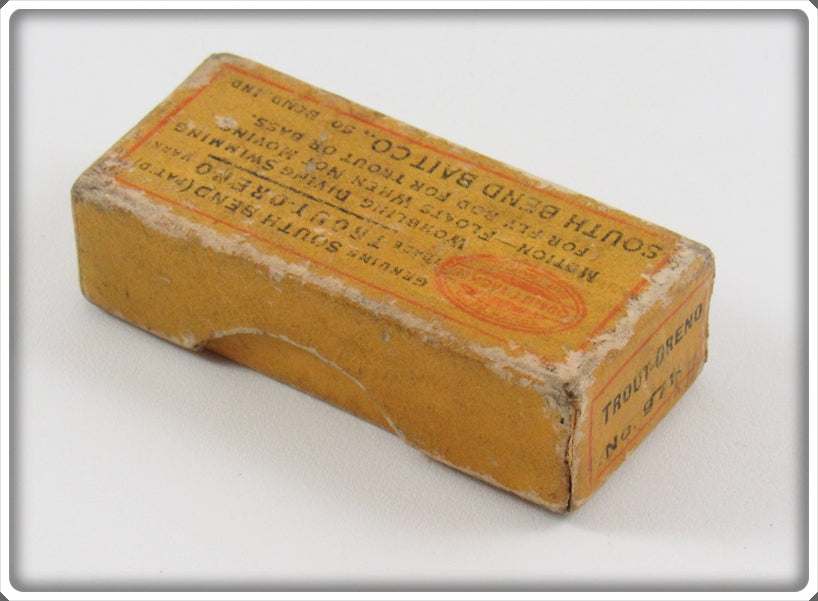 GENUINE SOUTH BEND (PAT'D)
TRADE TROUT-ORENO MARK
WOBBLING DIVING SWIMMING
MOTION—FLOATS WHEN NOT MOVING
FOR FLY ROD FOR TROUT OR BASS.
SOUTH BEND BAIT CO., SO. BEND, IND.
TROUT-ORENO
No. 971